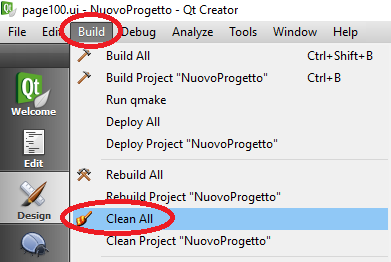 Qt page100.ui - NuovoProgetto - Qt Creator
File Edit Build Debug Analyze Tools Window Help
Qt
Welcome
Edit
Design
Build All Ctrl+Shift+B
Build Project "NuovoProgetto" Ctrl+B
Run qmake
Deploy All
Deploy Project "NuovoProgetto"
Rebuild All
Rebuild Project "NuovoProgetto"
Clean All
Clean Project "NuovoProgetto"